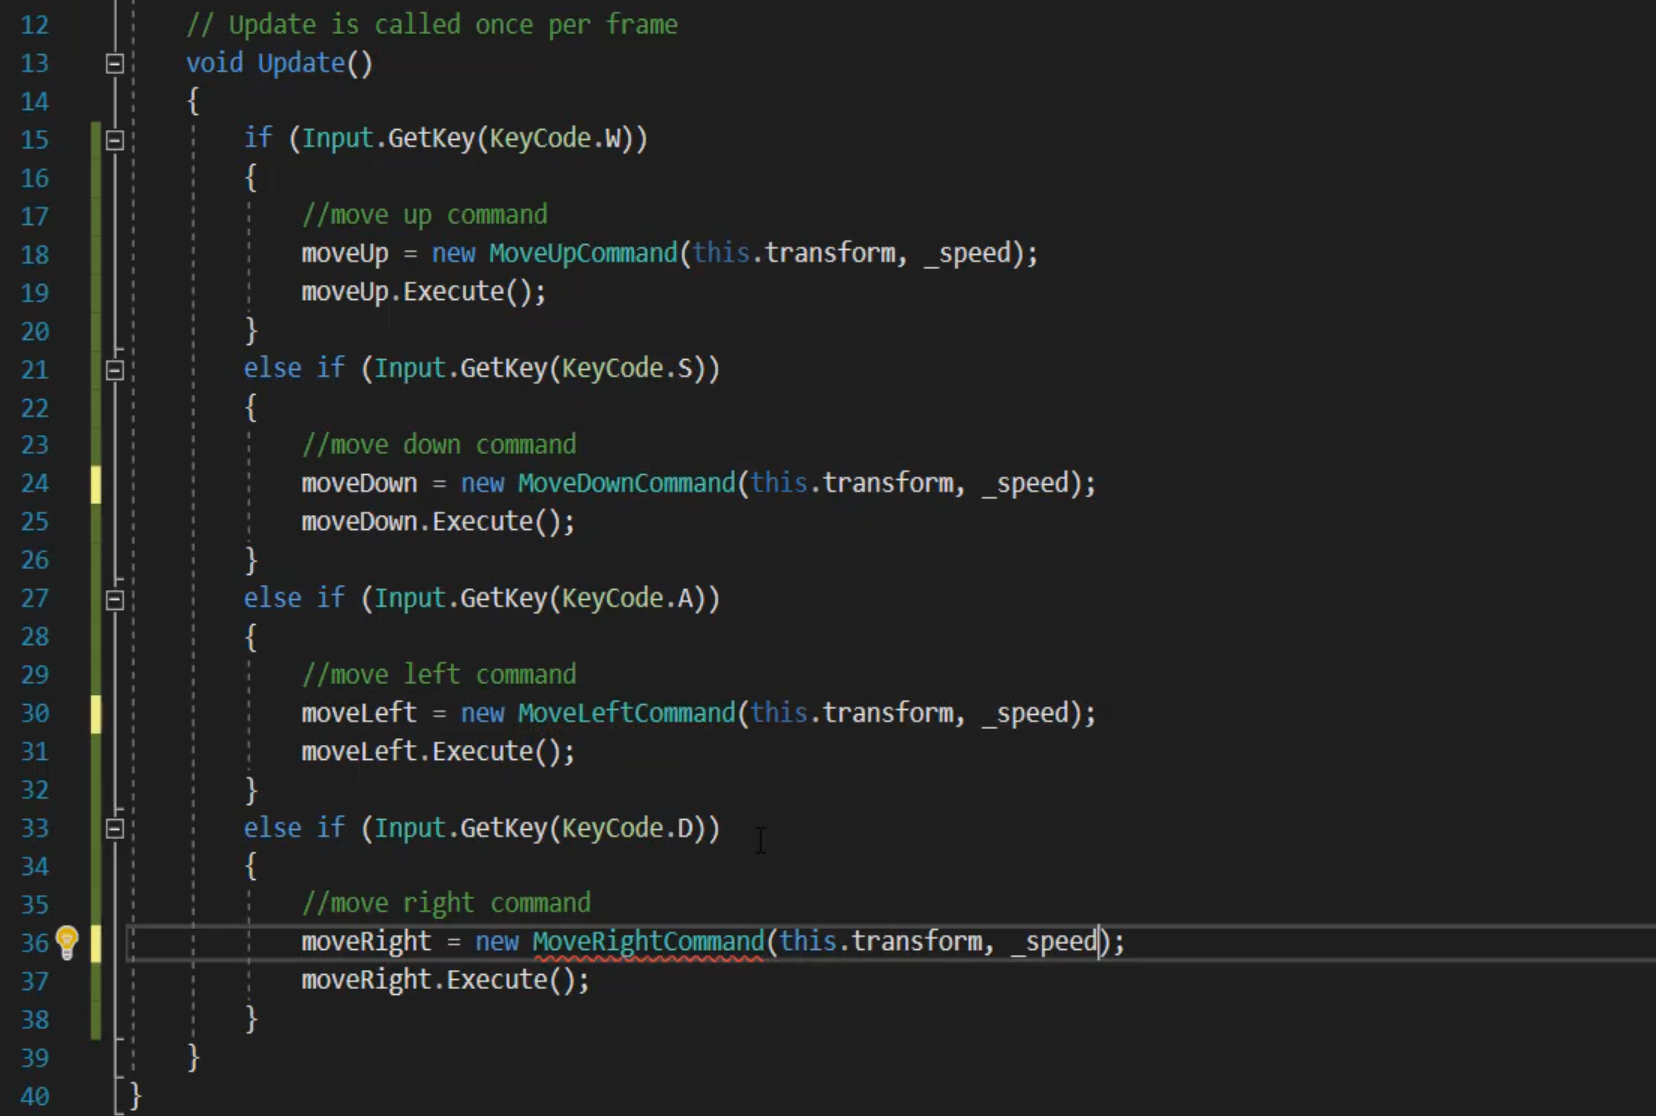 12 // Update is called once per frame
13 void Update()
14 {
15 if (Input.GetKey(KeyCode.W))
16 {
17 //move up command
18 moveUp = new MoveUpCommand(this.transform, _speed);
19 moveUp.Execute();
20 }
21 else if (Input.GetKey(KeyCode.S))
22 {
23 //move down command
24 moveDown = new MoveDownCommand(this.transform, _speed);
25 moveDown.Execute();
26 }
27 else if (Input.GetKey(KeyCode.A))
28 {
29 //move left command
30 moveLeft = new MoveLeftCommand(this.transform, _speed);
31 moveLeft.Execute();
32 }
33 else if (Input.GetKey(KeyCode.D))
34 {
35 //move right command
36 moveRight = new MoveRightCommand(this.transform, _speed);
37 moveRight.Execute();
38 }
39 }
40 }